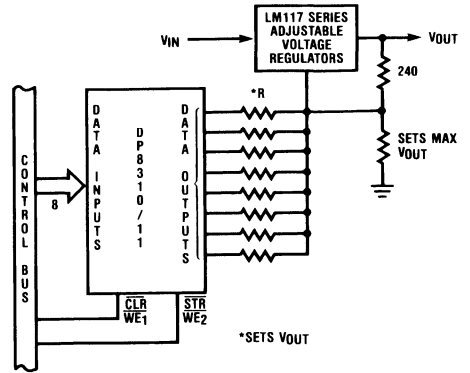 LM117 SERIES
ADJUSTABLE
VOLTAGE
REGULATORS
VIN
VOUT
240
*R
SETS MAX
VOUT
CONTROL BUS
8
DATA INPUTS
DP8310/11
DATA OUTPUTS
CLR
WE1
STR
WE2
*SETS VOUT